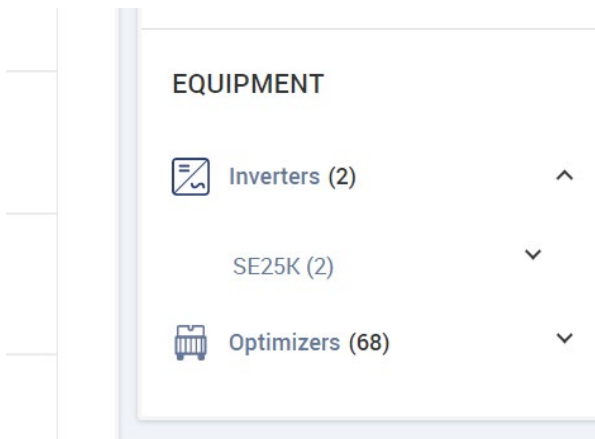 EQUIPMENT
Inverters (2)
SE25K (2)
Optimizers (68)